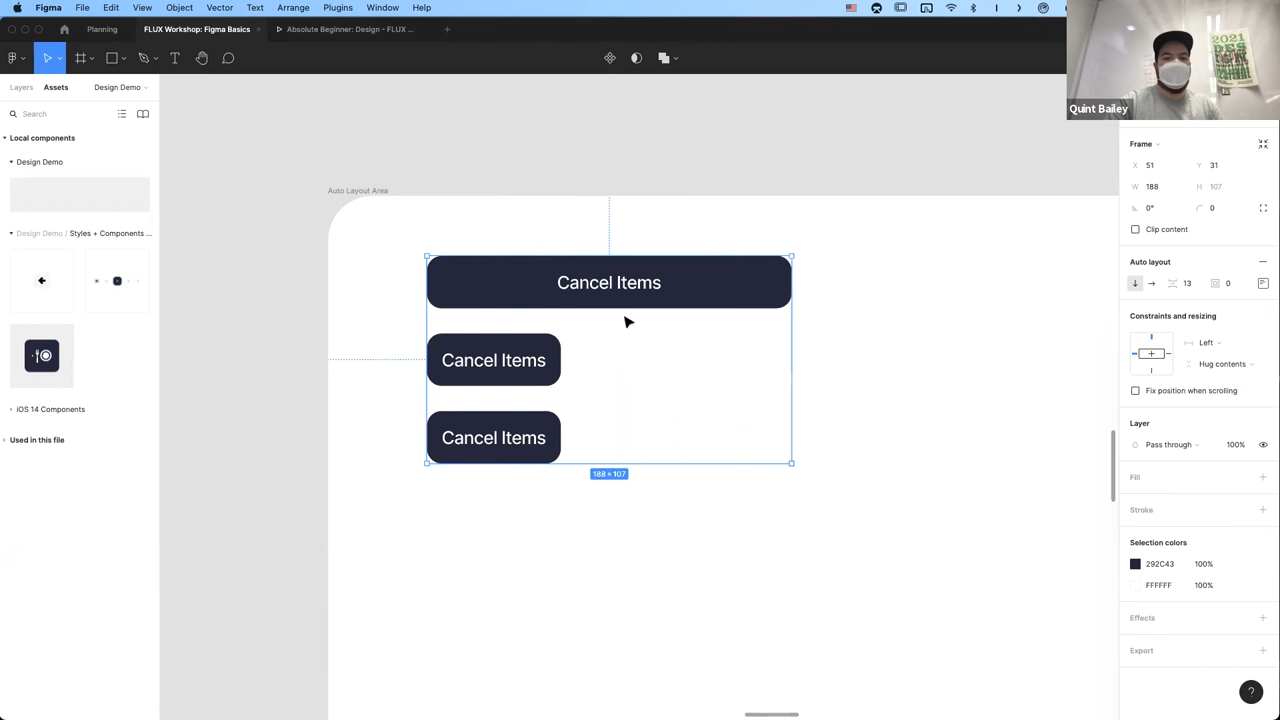 Figma File Edit View Object Vector Text Arrange Plugins Window Help
Planning FLUX Workshop: Figma Basics × Absolute Beginner: Design - FLUX ... +
2021 DESIGN FESTIVAL
Quint Bailey
Layers Assets Design Demo
Search
Local components
Design Demo
Design Demo / Styles + Components ...
iOS 14 Components
Used in this file
Auto Layout Area
Cancel Items
Cancel Items
Cancel Items
188 × 107
Frame
X 51 Y 31
W 188 H 107
0° 0
Clip content
Auto layout
13 0
Constraints and resizing
Left
Hug contents
Fix position when scrolling
Layer
Pass through 100%
Fill
Stroke
Selection colors
292C43 100%
FFFFFF 100%
Effects
Export
?